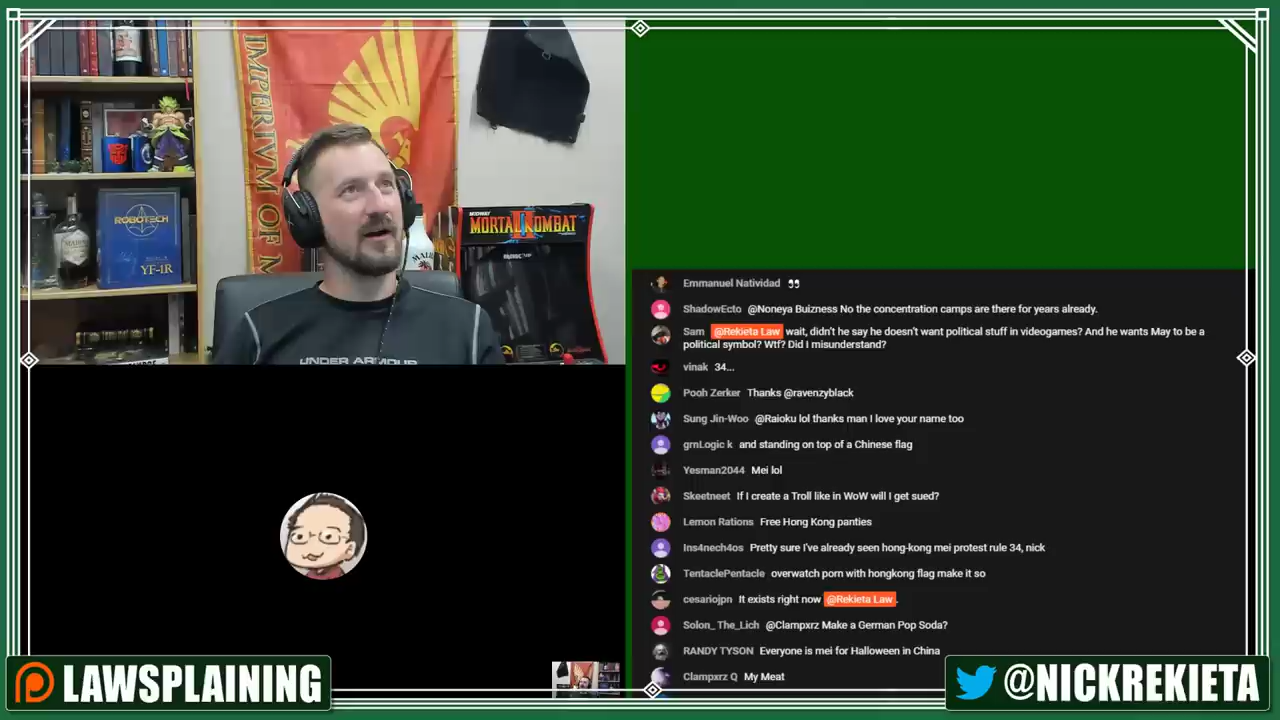 IMPERIVM OF M
ROBOTECH
YF-1R
MIDWAY
MORTAL KOMBAT
II
UNDER ARMOUR
Emmanuel Natividad
ShadowEcto @Noneya Buizness No the concentration camps are there for years already.
Sam @Rekieta Law wait, didn't he say he doesn't want political stuff in videogames? And he wants May to be a
political symbol? Wtf? Did I misunderstand?
vinak 34...
Pooh Zerker Thanks @ravenzyblack
Sung Jin-Woo @Raioku lol thanks man I love your name too
grnLogic k and standing on top of a Chinese flag
Yesman2044 Mei lol
Skeetneet If I create a Troll like in WoW will I get sued?
Lemon Rations Free Hong Kong panties
Ins4nech4os Pretty sure I've already seen hong-kong mei protest rule 34, nick
TentaclePentacle overwatch porn with hongkong flag make it so
cesariojpn It exists right now @Rekieta Law.
Solon_The_Lich @Clampxrz Make a German Pop Soda?
RANDY TYSON Everyone is mei for Halloween in China
Clampxrz Q My Meat
LAWSPLAINING
@NICKREKIETA